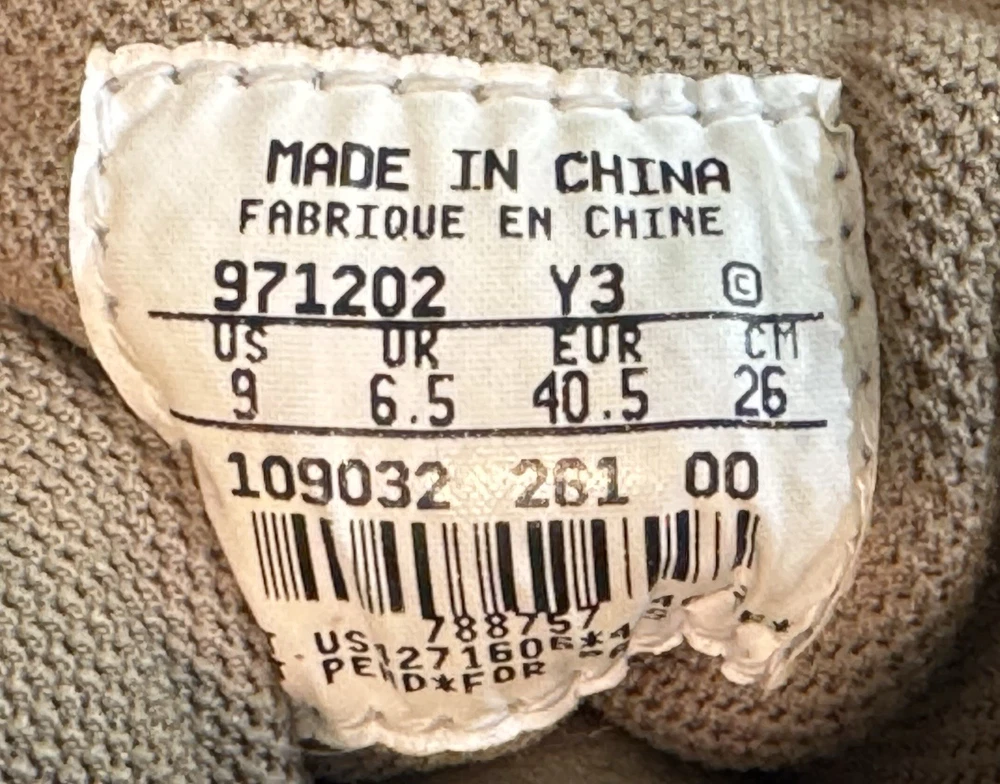 MADE IN CHINA
FABRIQUE EN CHINE
971202 Y3 ©
US UK EUR CM
9 6.5 40.5 26
109032 261 00
788757
US
PEND*FOR